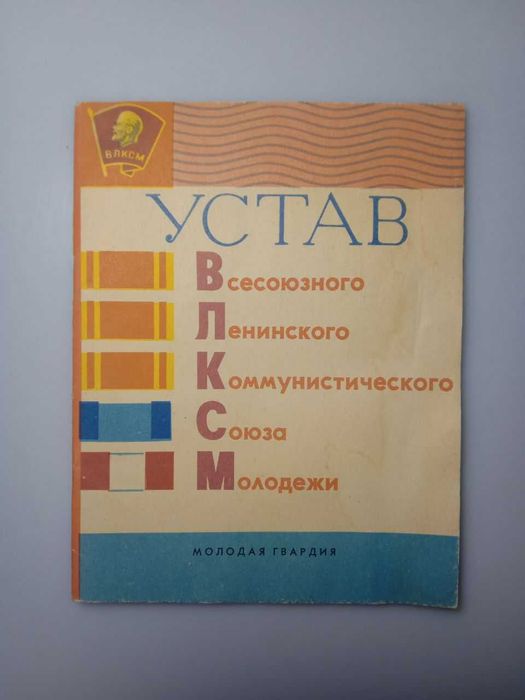 ВЛКСМ
УСТАВ
Всесоюзного
Ленинского
Коммунистического
Союза
Молодежи
МОЛОДАЯ ГВАРДИЯ